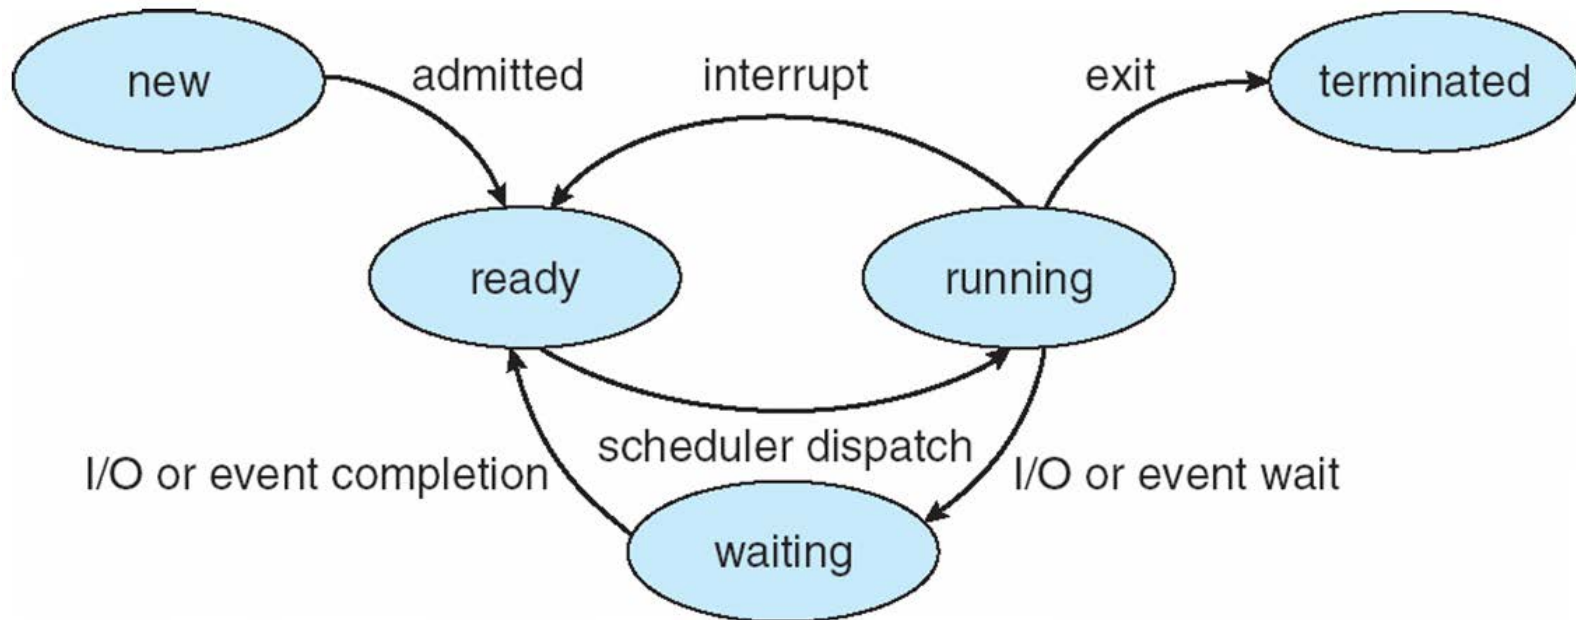 new
admitted
interrupt
exit
terminated
ready
running
scheduler dispatch
I/O or event completion
I/O or event wait
waiting